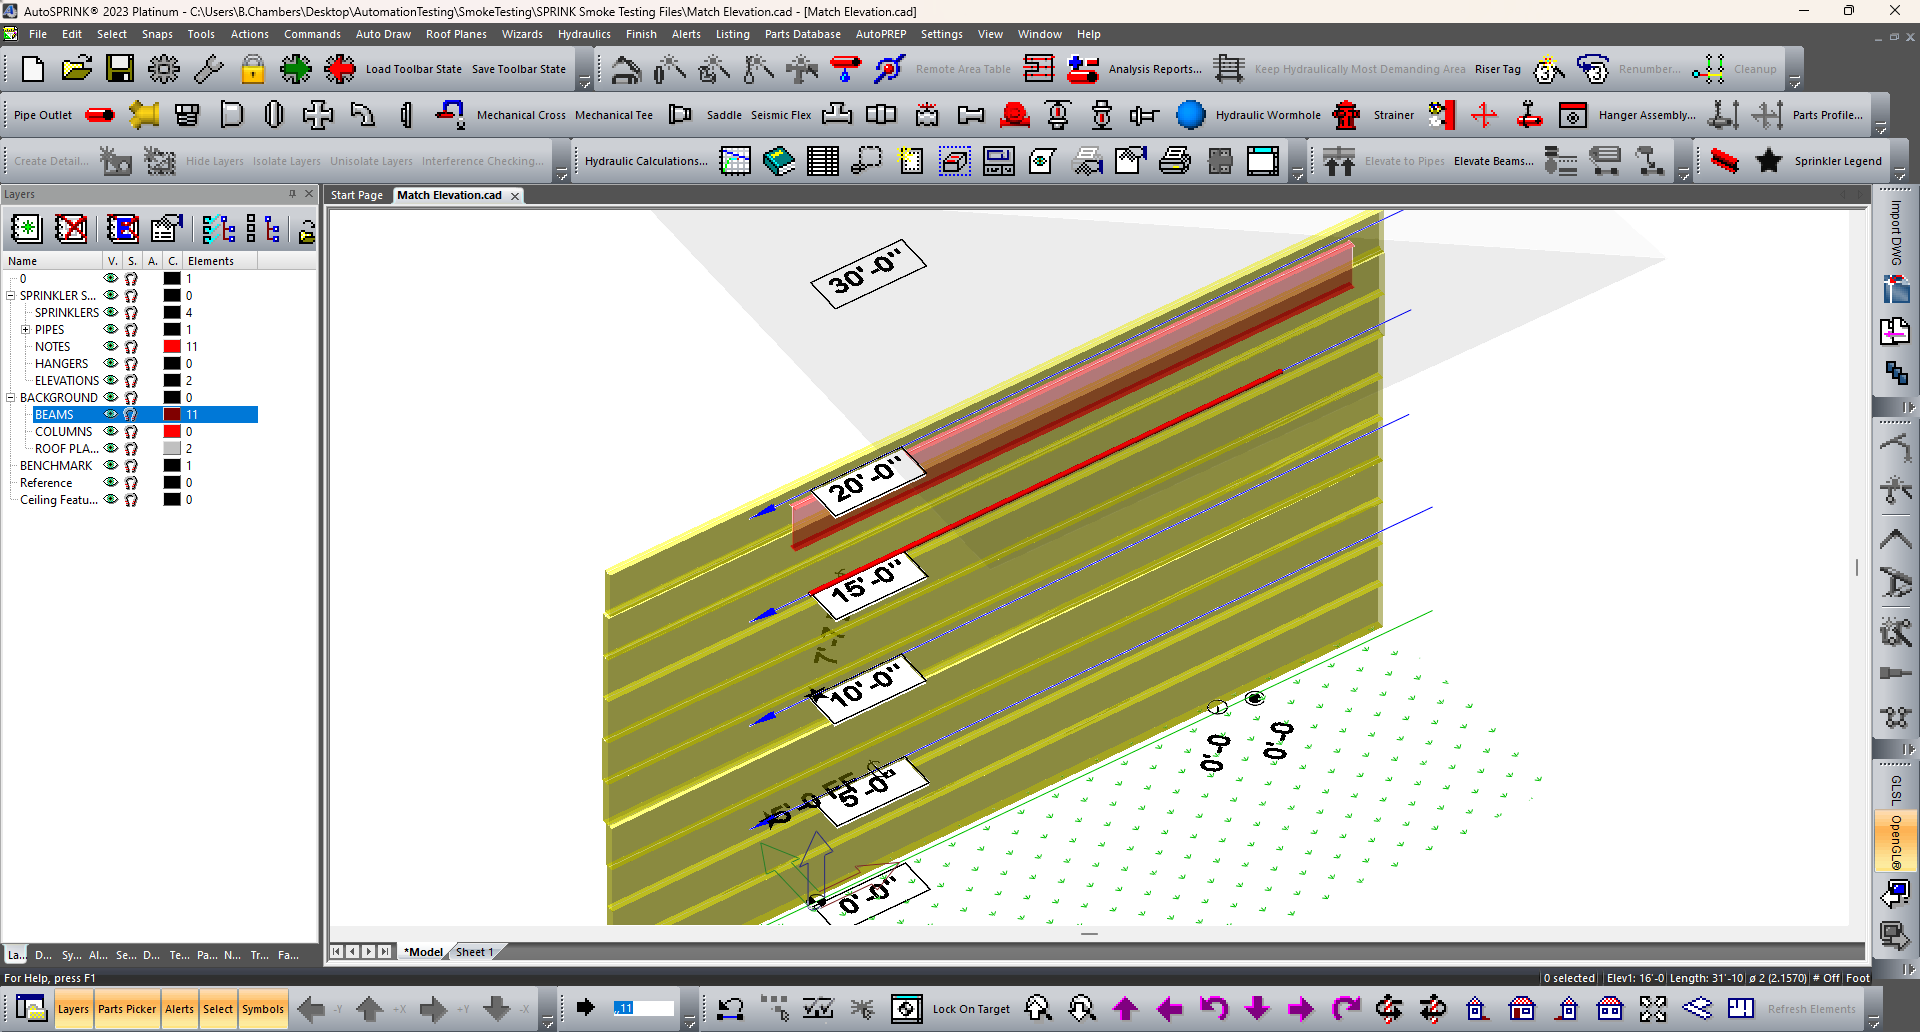 AutoSPRINK® 2023 Platinum - C:\Users\B.Chambers\Desktop\AutomationTesting\SmokeTesting\SPRINK Smoke Testing Files\Match Elevation.cad - [Match Elevation.cad]
File Edit Select Snaps Tools Actions Commands Auto Draw Roof Planes Wizards Hydraulics Finish Alerts Listing Parts Database AutoPREP Settings View Window Help
Load Toolbar State Save Toolbar State Remote Area Table Analysis Reports... Keep Hydraulically Most Demanding Area Riser Tag Renumber... Cleanup
Pipe Outlet Mechanical Cross Mechanical Tee Saddle Seismic Flex Hydraulic Wormhole Strainer Hanger Assembly... Parts Profile...
Create Detail... Hide Layers Isolate Layers Unisolate Layers Interference Checking... Hydraulic Calculations... Elevate to Pipes Elevate Beams... Sprinkler Legend
Layers
Start Page Match Elevation.cad
Name V. S. A. C. Elements
0 1
SPRINKLER S... 0
SPRINKLERS 4
PIPES 1
NOTES 11
HANGERS 0
ELEVATIONS 2
BACKGROUND 0
BEAMS 11
COLUMNS 0
ROOF PLA... 2
BENCHMARK 1
Reference 0
Ceiling Featu... 0
30'-0"
20'-0"
15'-0"
10'-0"
5'-0"
0'-0"
0'-0
0'-0
Import DWG
GLSL
OpenGL®
La... D... Sy... Al... Se... D... Te... Pa... N... Tr... Fa...
*Model Sheet 1
For Help, press F1
0 selected Elev1: 16'-0 Length: 31'-10 ø 2 (2.1570) # Off Foot
Layers Parts Picker Alerts Select Symbols -Y +X +Y -X ,,11 Lock On Target Refresh Elements